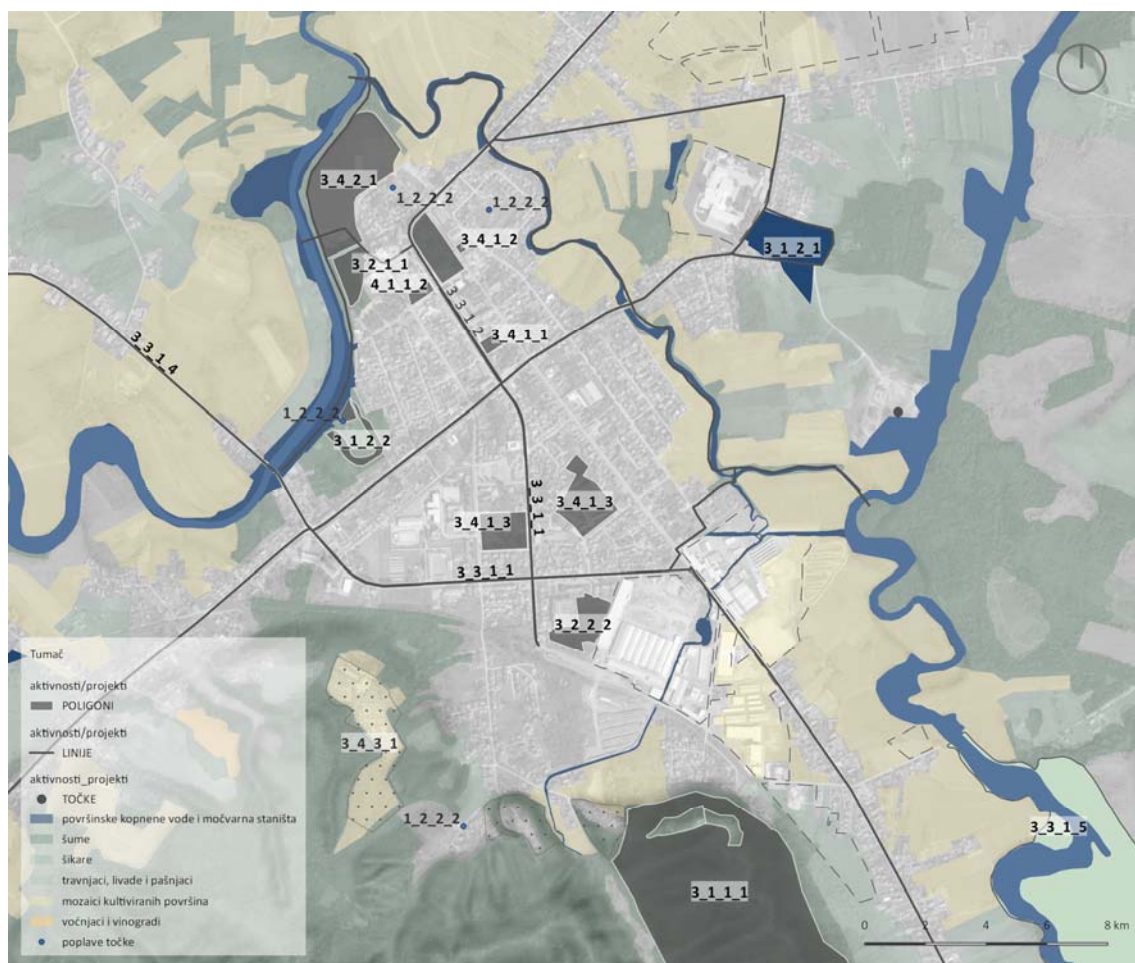 3_4_2_1
1_2_2_2
1_2_2_2
3_4_1_2
3_1_2_1
3_2_1_1
4_1_1_2
3_3_1_2
3_4_1_1
3_3_1_4
1_2_2_2
3_1_2_2
3_4_1_3
3_3_1_1
3_4_1_3
3_3_1_1
3_2_2_2
3_4_3_1
1_2_2_2
3_3_1_5
3_1_1_1
Tumač
aktivnosti/projekti
POLIGONI
aktivnosti/projekti
LINIJE
aktivnosti_projekti
TOČKE
površinske kopnene vode i močvarna staništa
šume
šikare
travnjaci, livade i pašnjaci
mozaici kultiviranih površina
voćnjaci i vinogradi
poplave točke
0 2 4 6 8 km